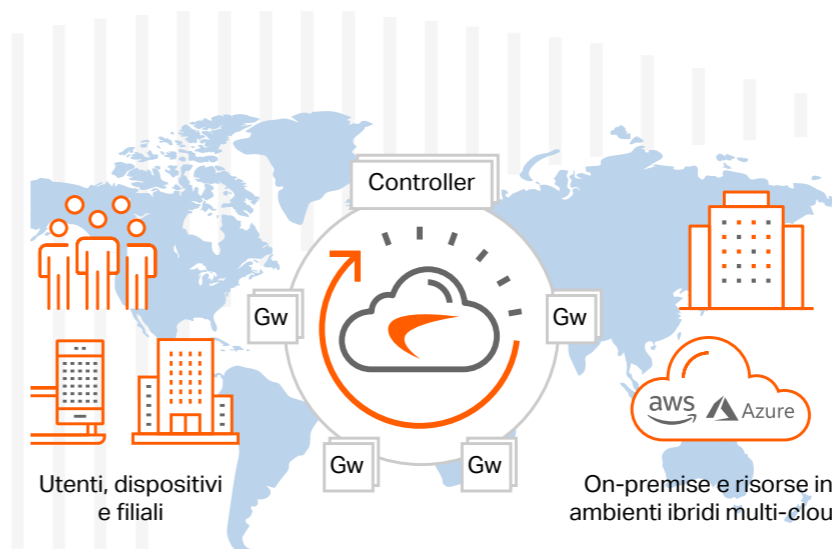 Controller
Gw
Gw
aws
Azure
Gw
Gw
Utenti, dispositivi
e filiali
On-premise e risorse in
ambienti ibridi multi-clou